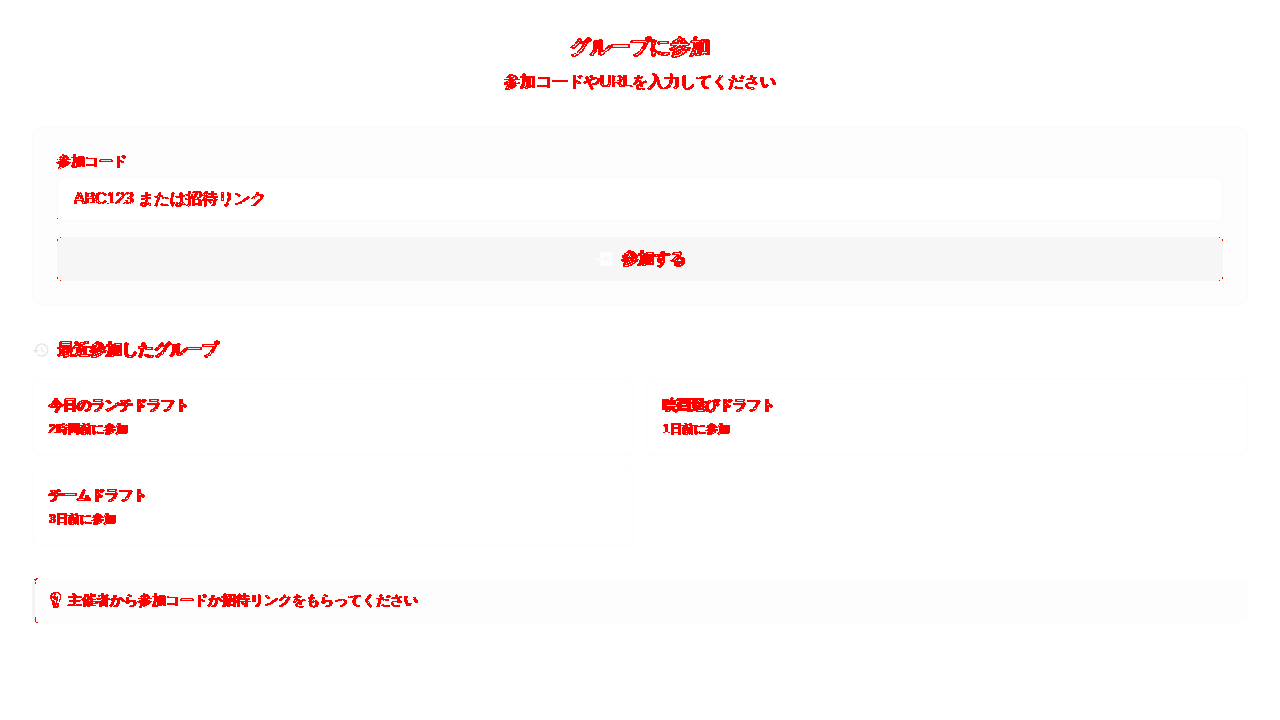 グループに参加
参加コードやURLを入力してください
参加コード
ABC123 または招待リンク
参加する
最近参加したグループ
今日のランチドラフト
2時間前に参加
映画選びドラフト
1日前に参加
チームドラフト
3日前に参加
主催者から参加コードか招待リンクをもらってください